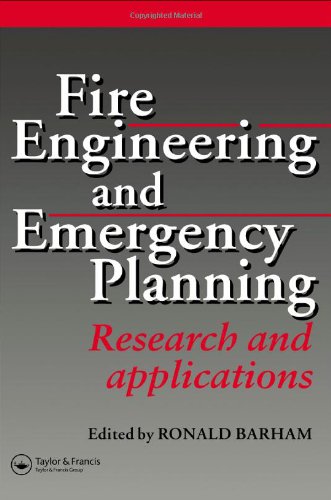 Copyrighted Material
Fire
Engineering
and
Emergency
Planning
Research and
applications
Edited by RONALD BARHAM
Taylor & Francis
Taylor & Francis Group